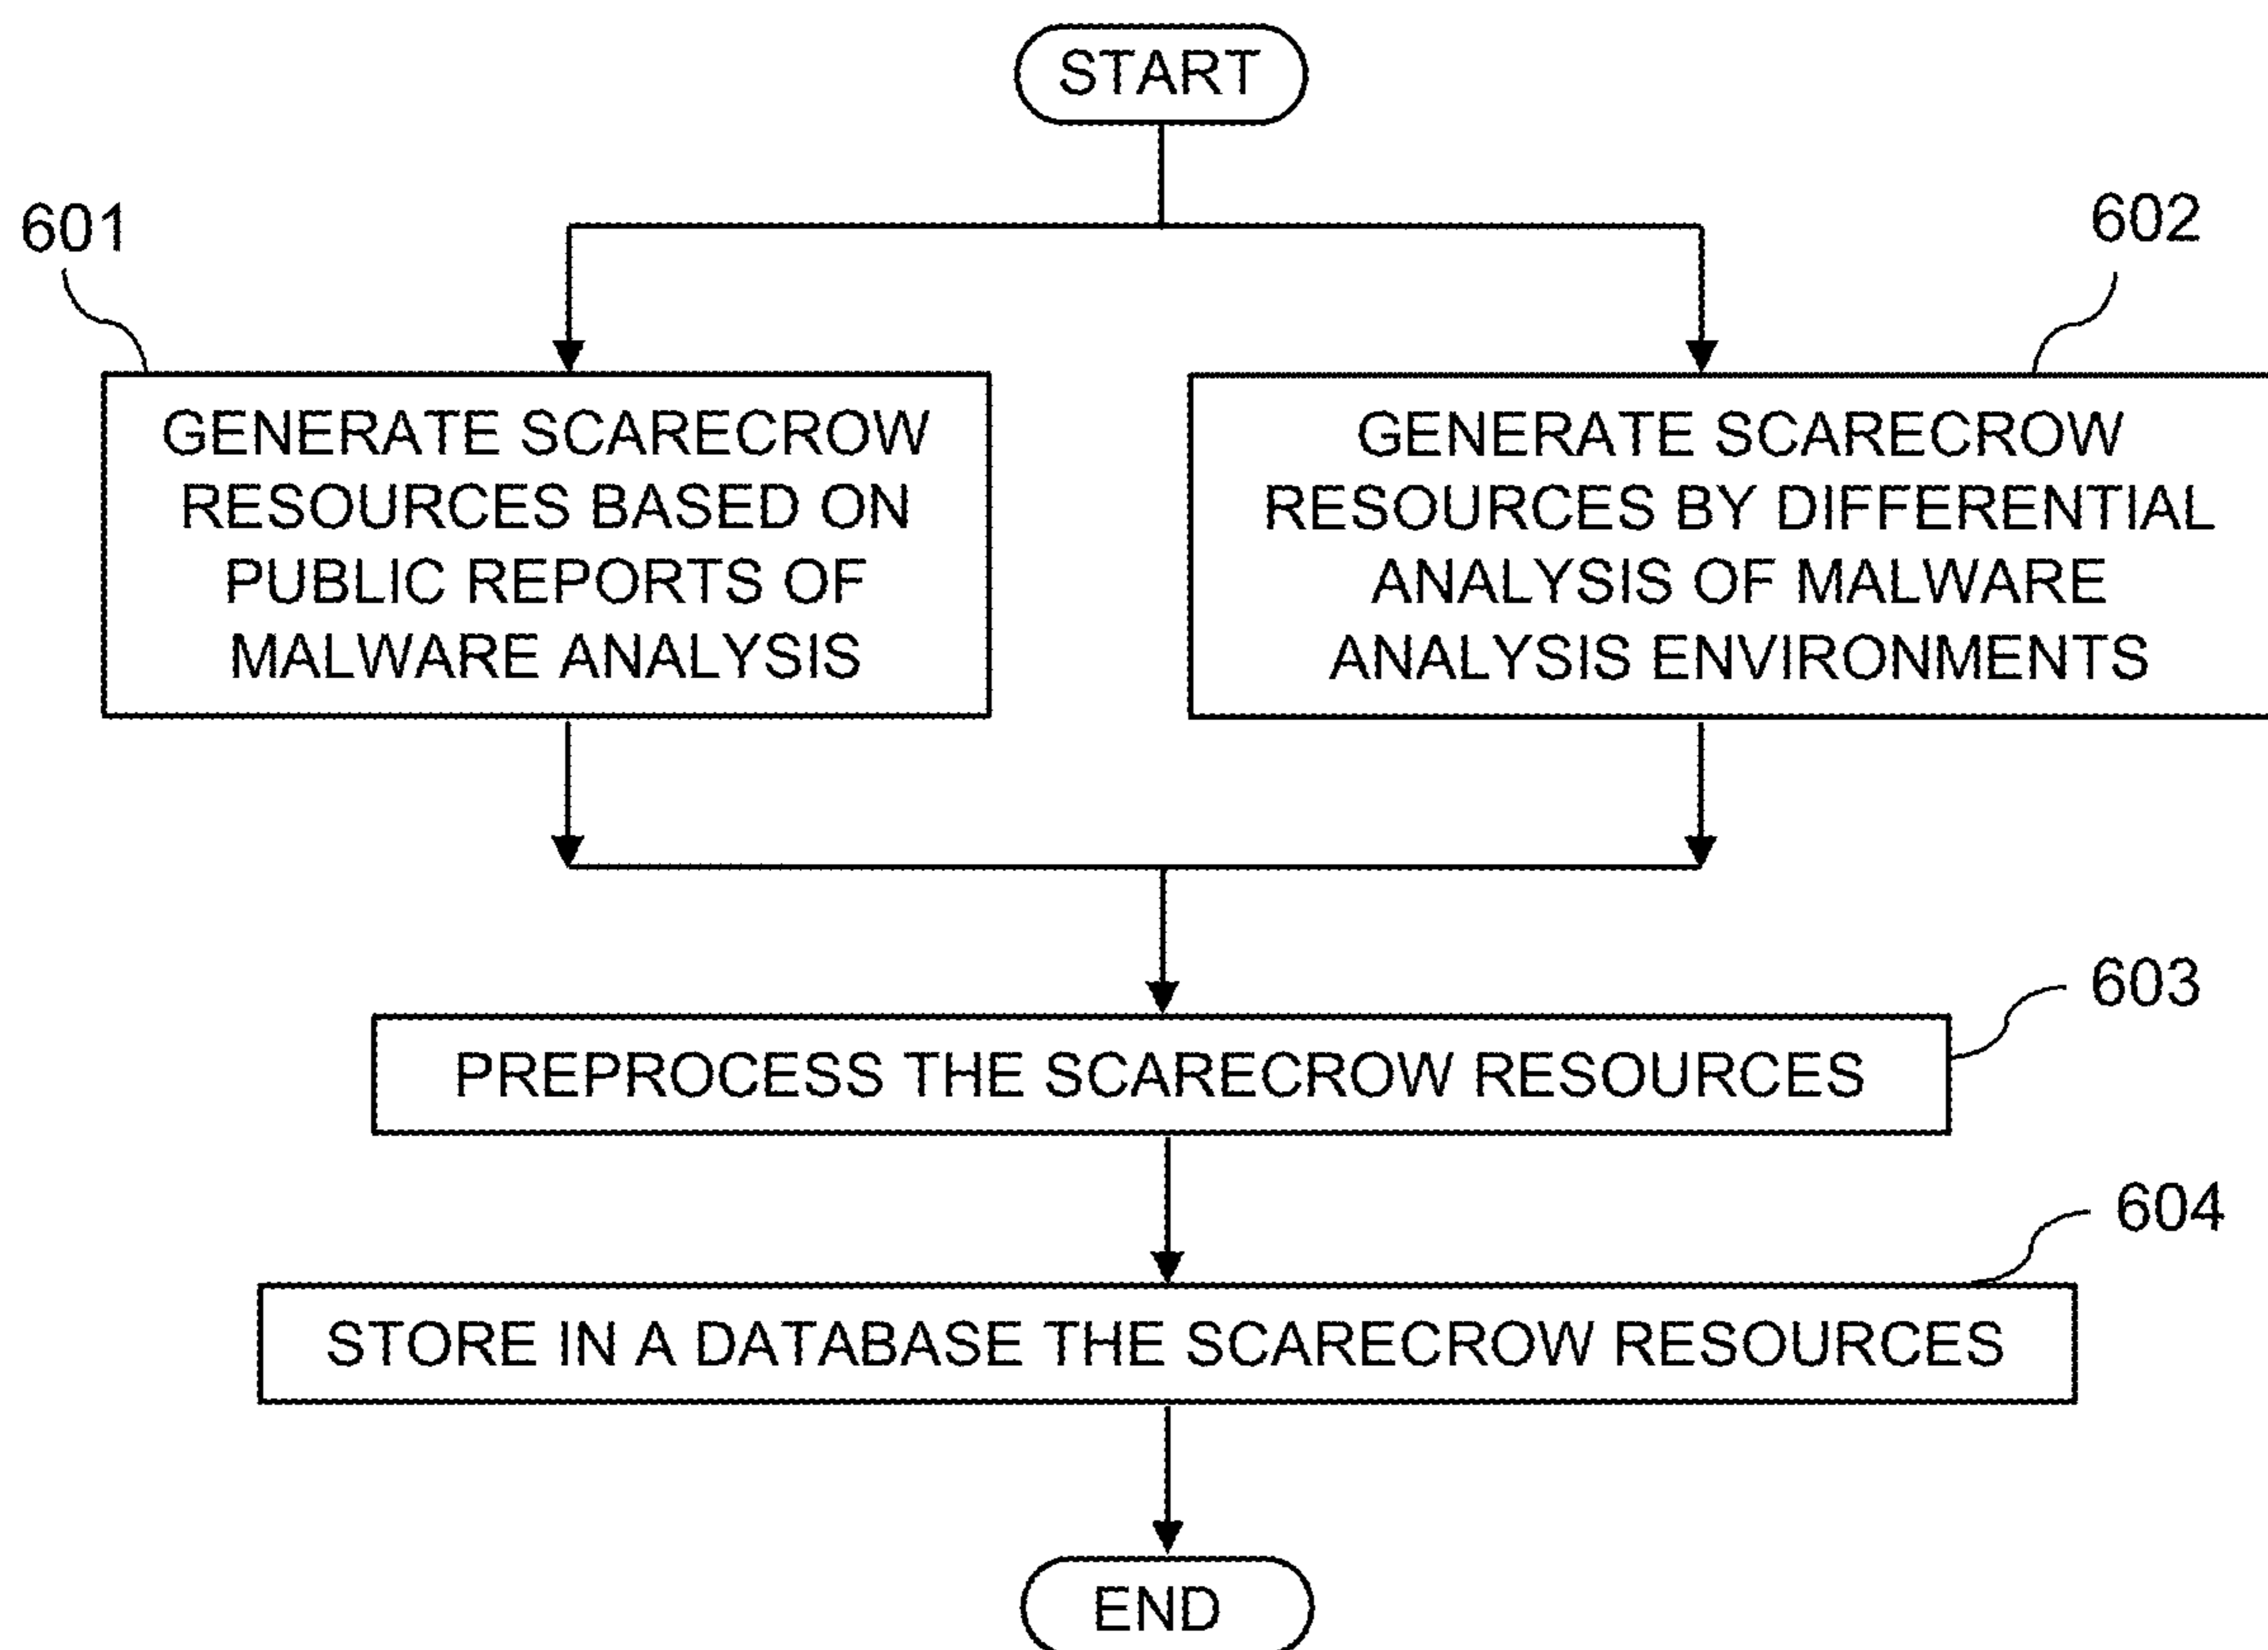 START
601
602
GENERATE SCARECROW
RESOURCES BASED ON
PUBLIC REPORTS OF
MALWARE ANALYSIS
GENERATE SCARECROW
RESOURCES BY DIFFERENTIAL
ANALYSIS OF MALWARE
ANALYSIS ENVIRONMENTS
603
PREPROCESS THE SCARECROW RESOURCES
604
STORE IN A DATABASE THE SCARECROW RESOURCES
END